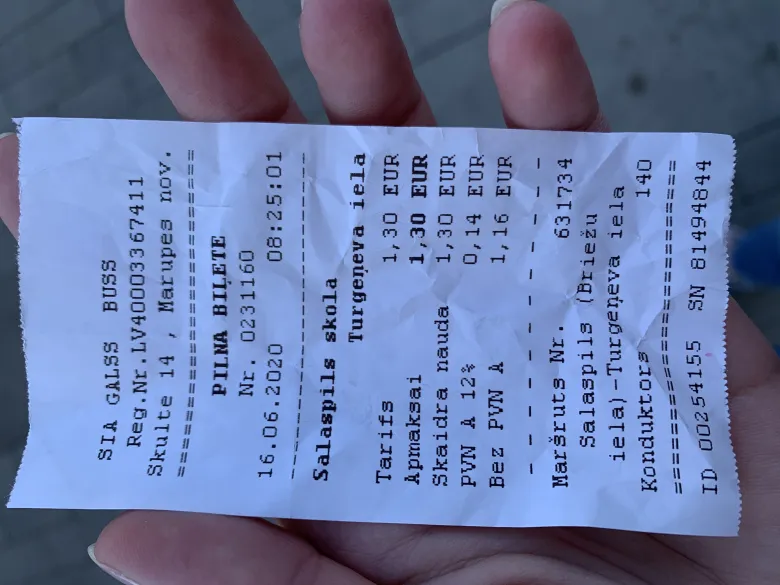 SIA GALSS BUSS
Reg.Nr.LV40003367411
Skulte 14 , Marupes nov.
========================
PILNA BIĻETE
Nr. 0231160
16.06.2020 08:25:01
------------------------
Salaspils skola
Turgeņeva iela
Tarifs 1,30 EUR
Apmaksai 1,30 EUR
Skaidra nauda 1,30 EUR
PVN A 12% 0,14 EUR
Bez PVN A 1,16 EUR
- - - - - - - - - - - -
Maršruts Nr. 631734
Salaspils (Briežu
iela)-Turgeņeva iela
Konduktors 140
========================
ID 00254155 SN 81494844